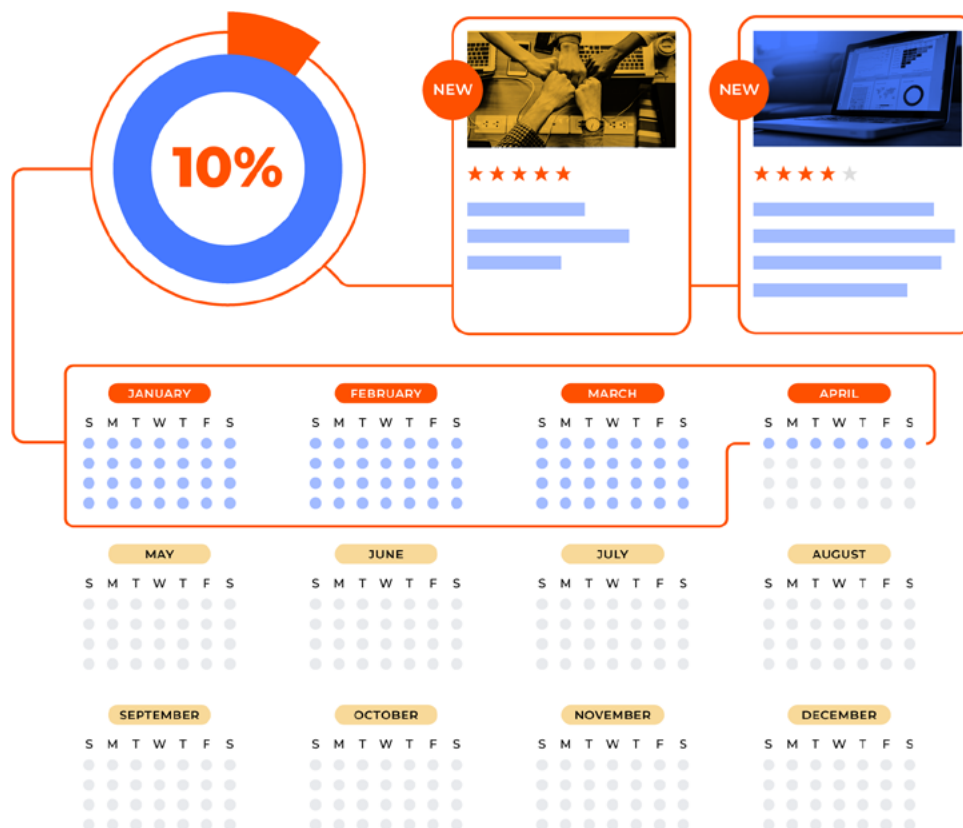 10%
NEW
NEW
JANUARY FEBRUARY MARCH APRIL
S M T W T F S S M T W T F S S M T W T F S S M T W T F S
MAY JUNE JULY AUGUST
S M T W T F S S M T W T F S S M T W T F S S M T W T F S
SEPTEMBER OCTOBER NOVEMBER DECEMBER
S M T W T F S S M T W T F S S M T W T F S S M T W T F S